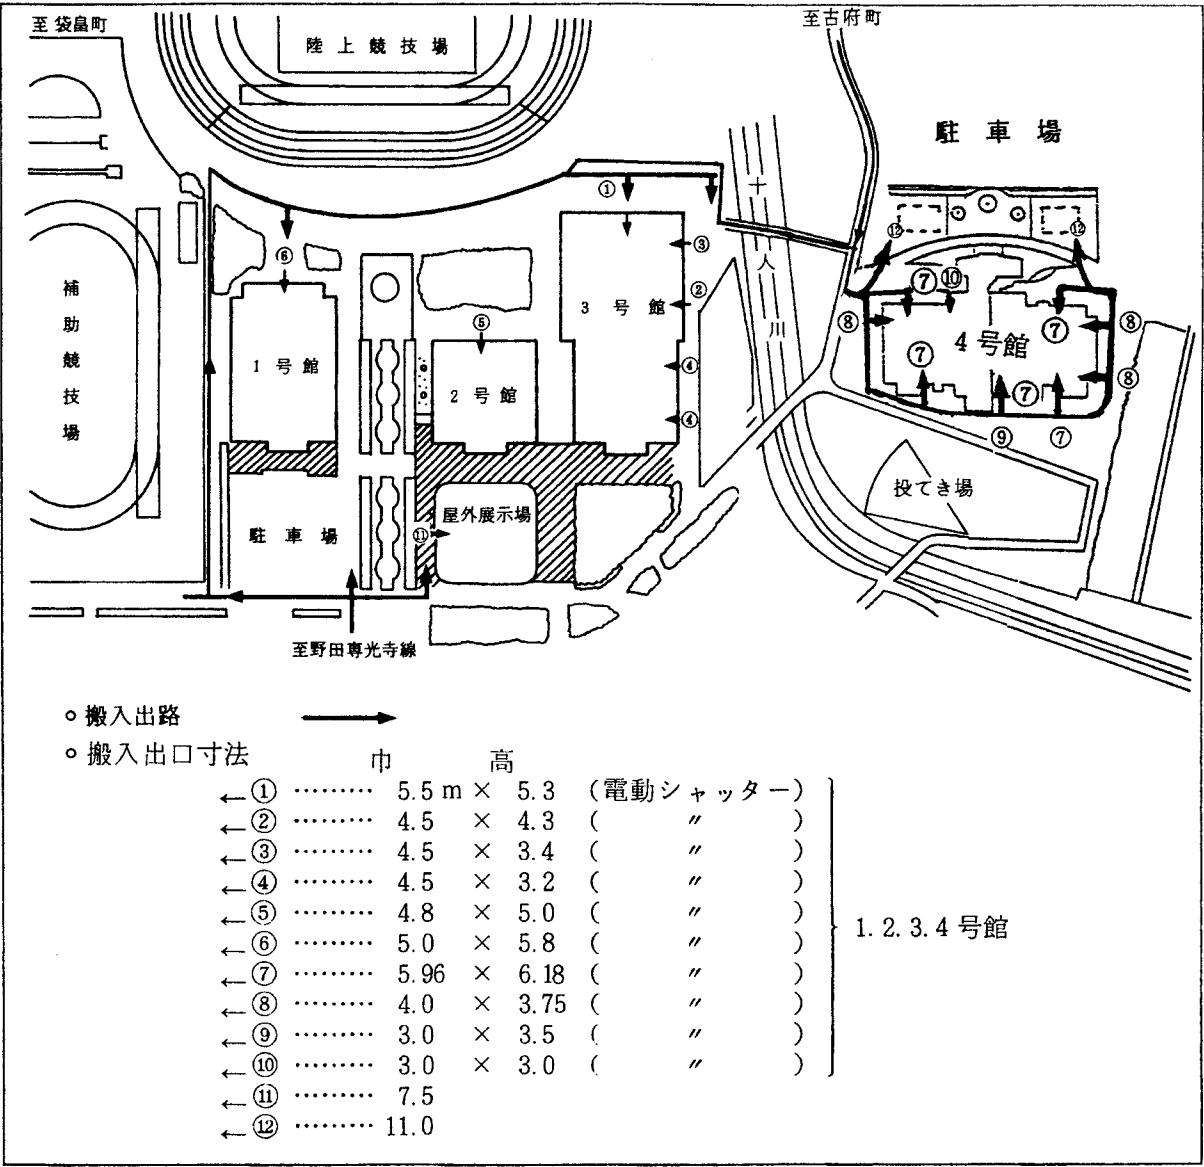 至袋畠町
陸上競技場
至古府町
駐車場
十人川
補助競技場
①
③
②
④
④
⑥
⑤
1号館
2号館
3号館
⑫
⑫
⑦
⑩
⑧
⑦
⑧
4号館
⑦
⑧
⑦
⑨
⑦
投てき場
駐車場
屋外展示場
⑪
至野田専光寺線
○搬入出路 →
○搬入出口寸法 巾 高
←① ……… 5.5m × 5.3 (電動シャッター)
←② ……… 4.5 × 4.3 ( 〃 )
←③ ……… 4.5 × 3.4 ( 〃 )
←④ ……… 4.5 × 3.2 ( 〃 )
←⑤ ……… 4.8 × 5.0 ( 〃 )
←⑥ ……… 5.0 × 5.8 ( 〃 )
←⑦ ……… 5.96 × 6.18 ( 〃 )
←⑧ ……… 4.0 × 3.75 ( 〃 )
←⑨ ……… 3.0 × 3.5 ( 〃 )
←⑩ ……… 3.0 × 3.0 ( 〃 )
1.2.3.4号館
←⑪ ……… 7.5
←⑫ ……… 11.0